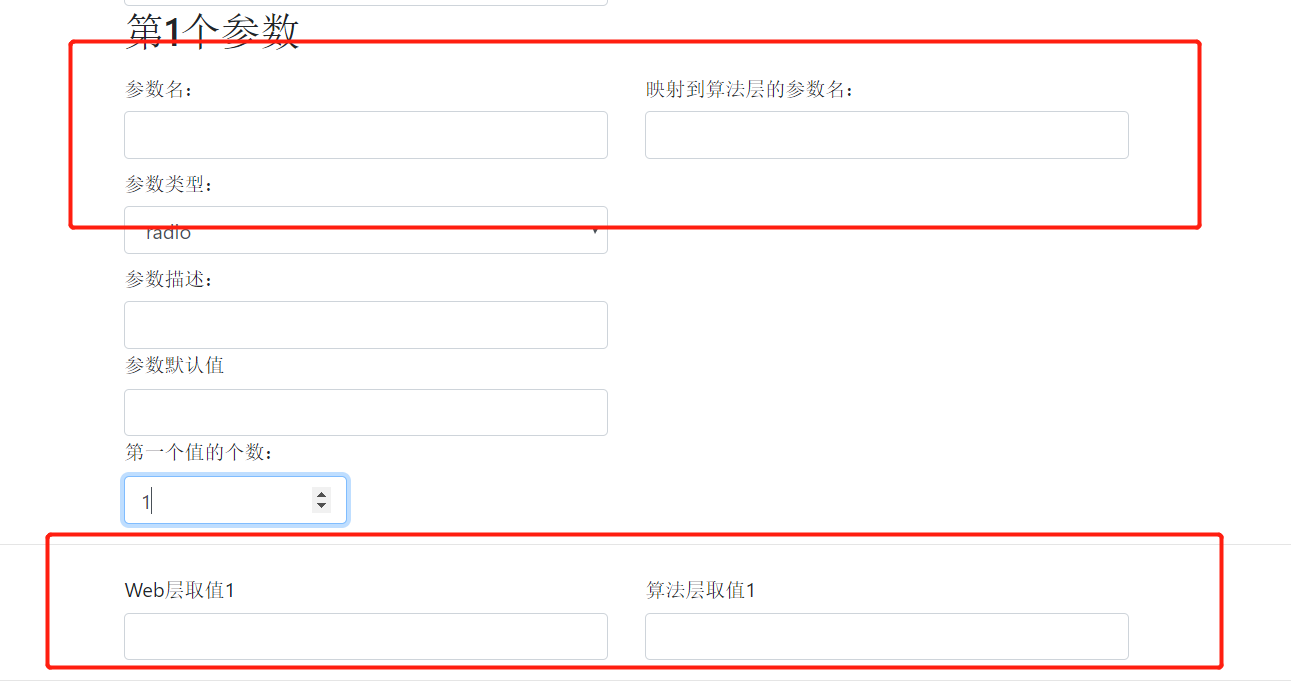 第1个参数
参数名： 映射到算法层的参数名：
参数类型：
radio
参数描述：
参数默认值
第一个值的个数：
1
Web层取值1 算法层取值1